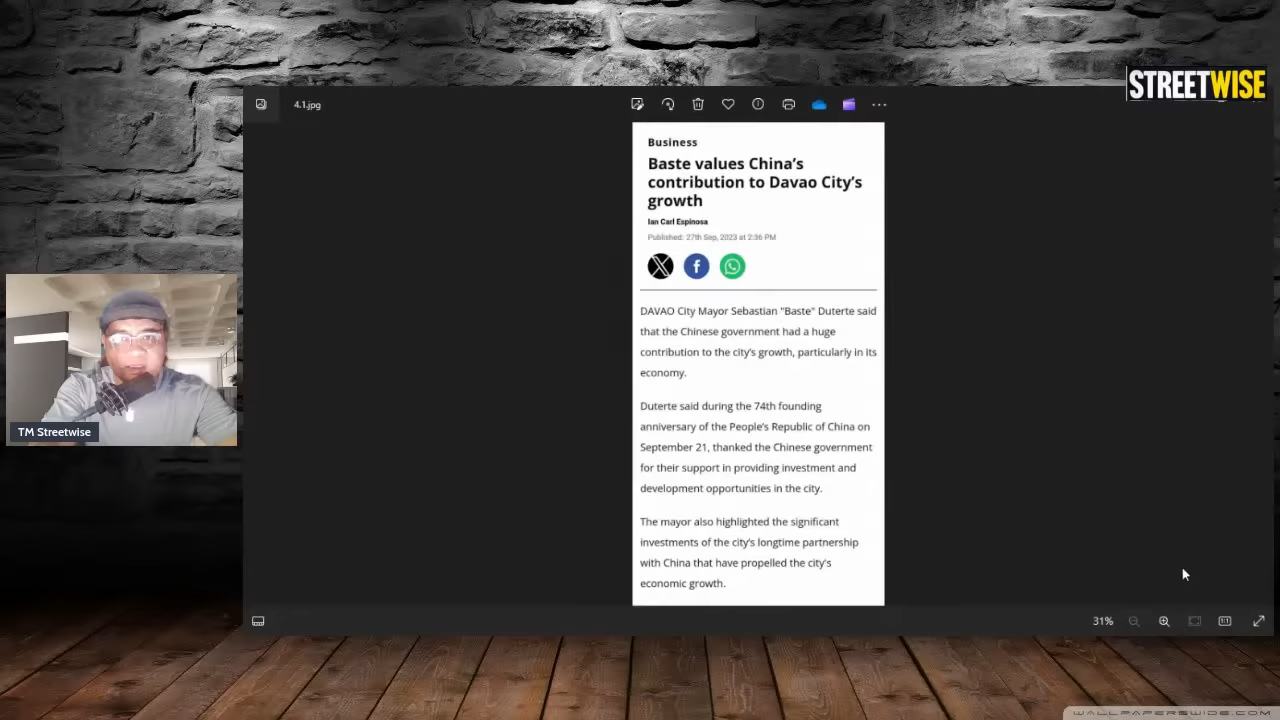 STREETWISE
4.1.jpg
Business
Baste values China's
contribution to Davao City's
growth
Ian Carl Espinosa
Published: 27th Sep, 2023 at 2:36 PM
DAVAO City Mayor Sebastian "Baste" Duterte said
that the Chinese government had a huge
contribution to the city's growth, particularly in its
economy.
Duterte said during the 74th founding
anniversary of the People's Republic of China on
September 21, thanked the Chinese government
for their support in providing investment and
development opportunities in the city.
The mayor also highlighted the significant
investments of the city's longtime partnership
with China that have propelled the city's
economic growth.
TM Streetwise
31%
WALLPAPERSWIDE.COM